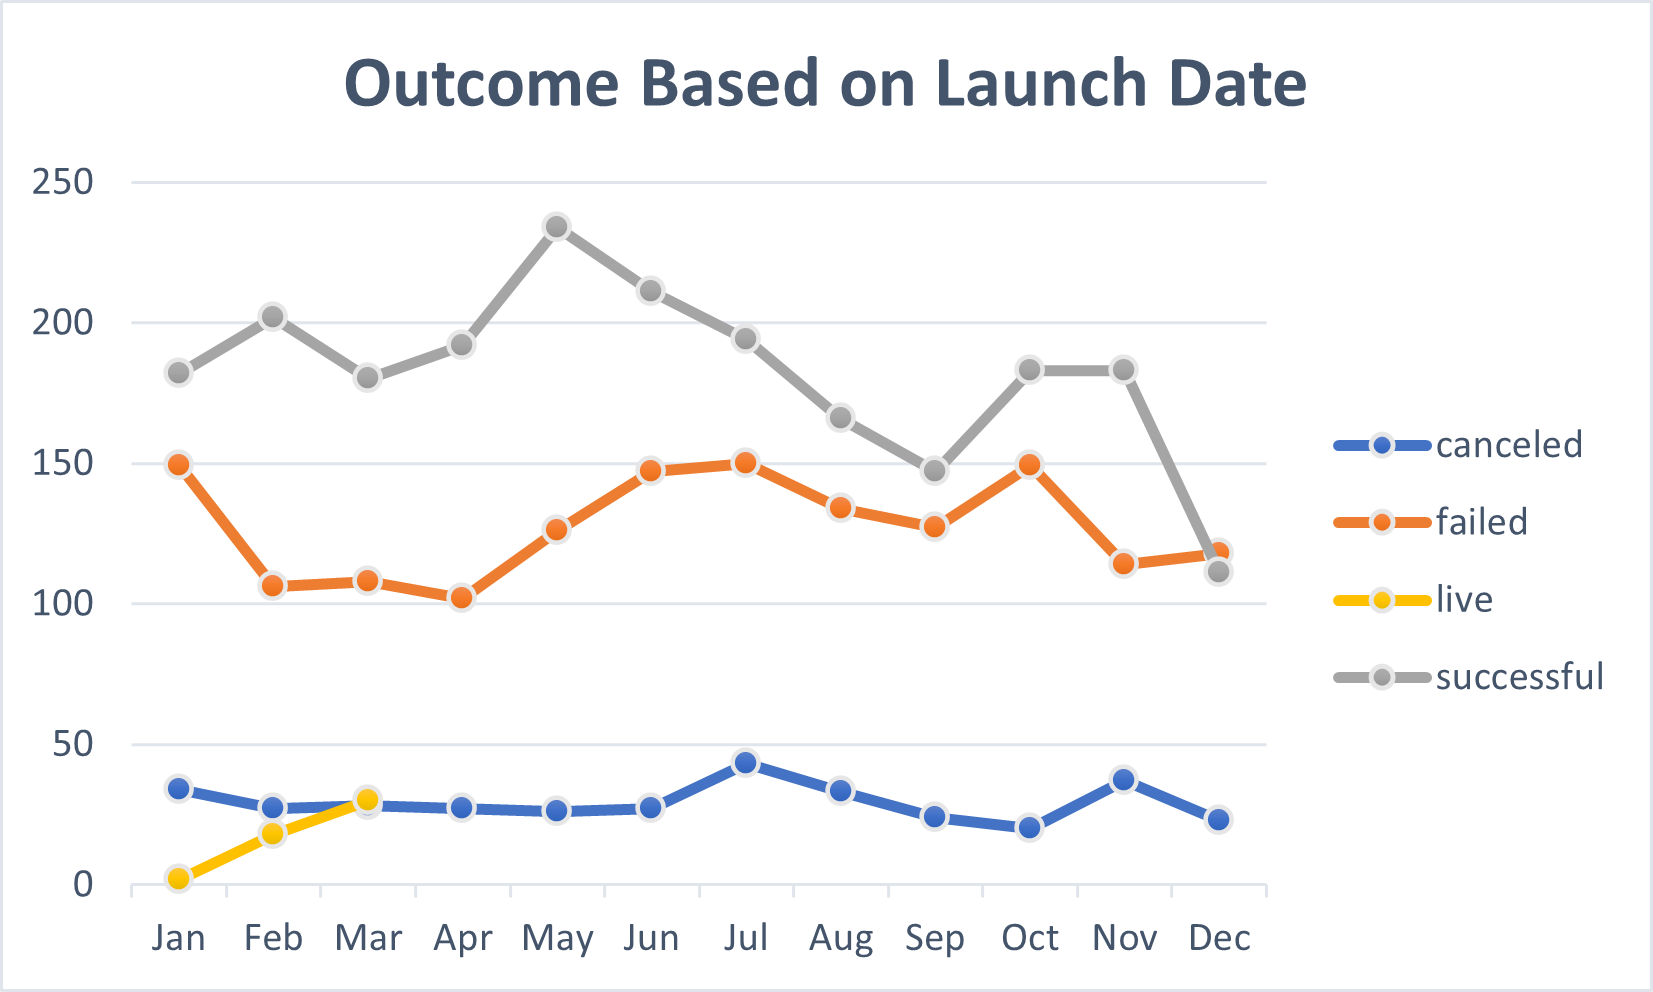 Outcome Based on Launch Date
250
200
150
100
50
0
Jan Feb Mar Apr May Jun Jul Aug Sep Oct Nov Dec
canceled
failed
live
successful